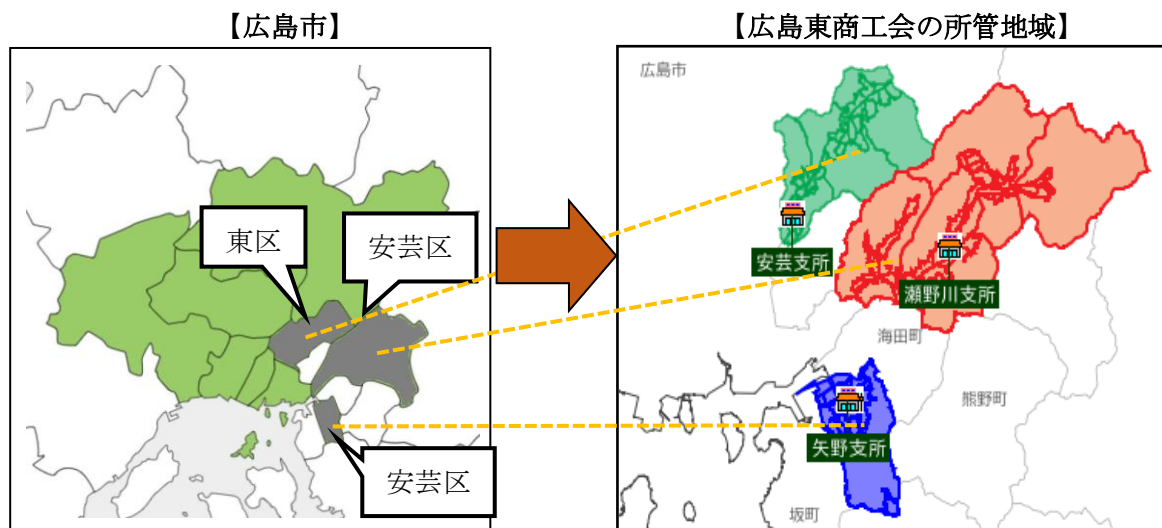 【広島市】
【広島東商工会の所管地域】
東区
安芸区
安芸区
広島市
安芸支所
瀬野川支所
海田町
熊野町
矢野支所
坂町